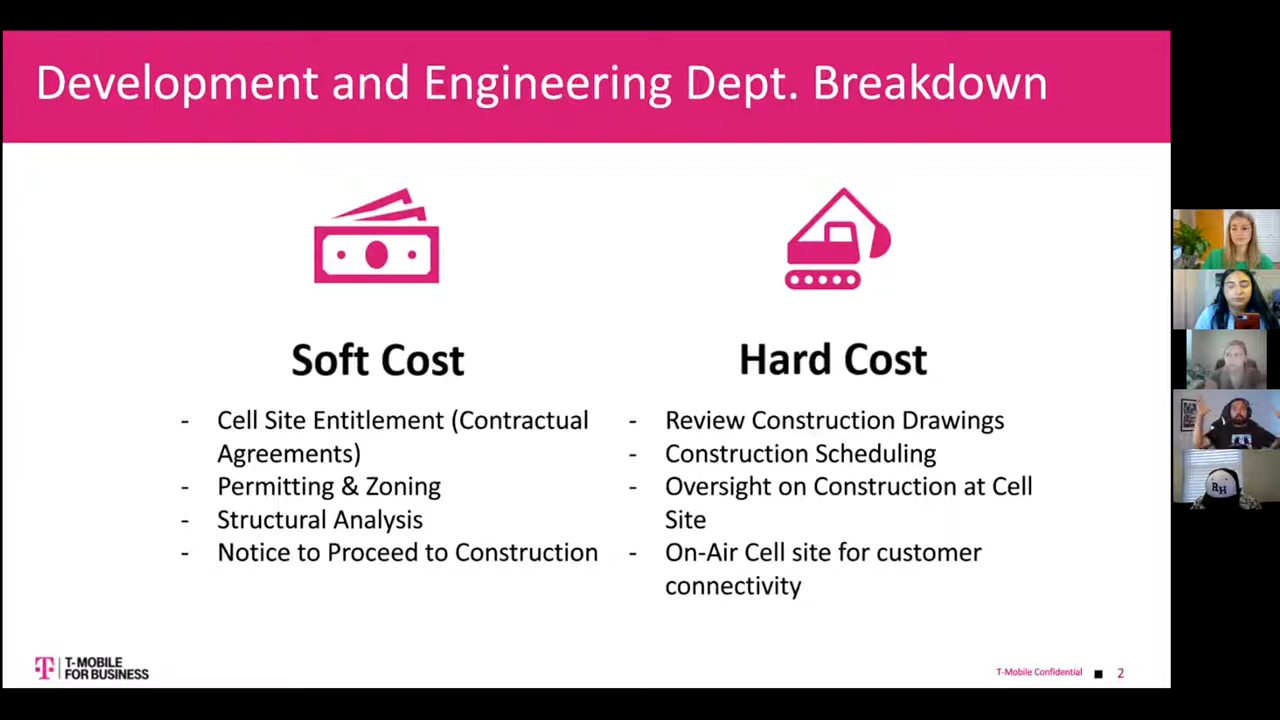 Development and Engineering Dept. Breakdown
Soft Cost
- Cell Site Entitlement (Contractual
Agreements)
- Permitting & Zoning
- Structural Analysis
- Notice to Proceed to Construction
Hard Cost
- Review Construction Drawings
- Construction Scheduling
- Oversight on Construction at Cell
Site
- On-Air Cell site for customer
connectivity
T T-MOBILE
FOR BUSINESS
T-Mobile Confidential 2
RH